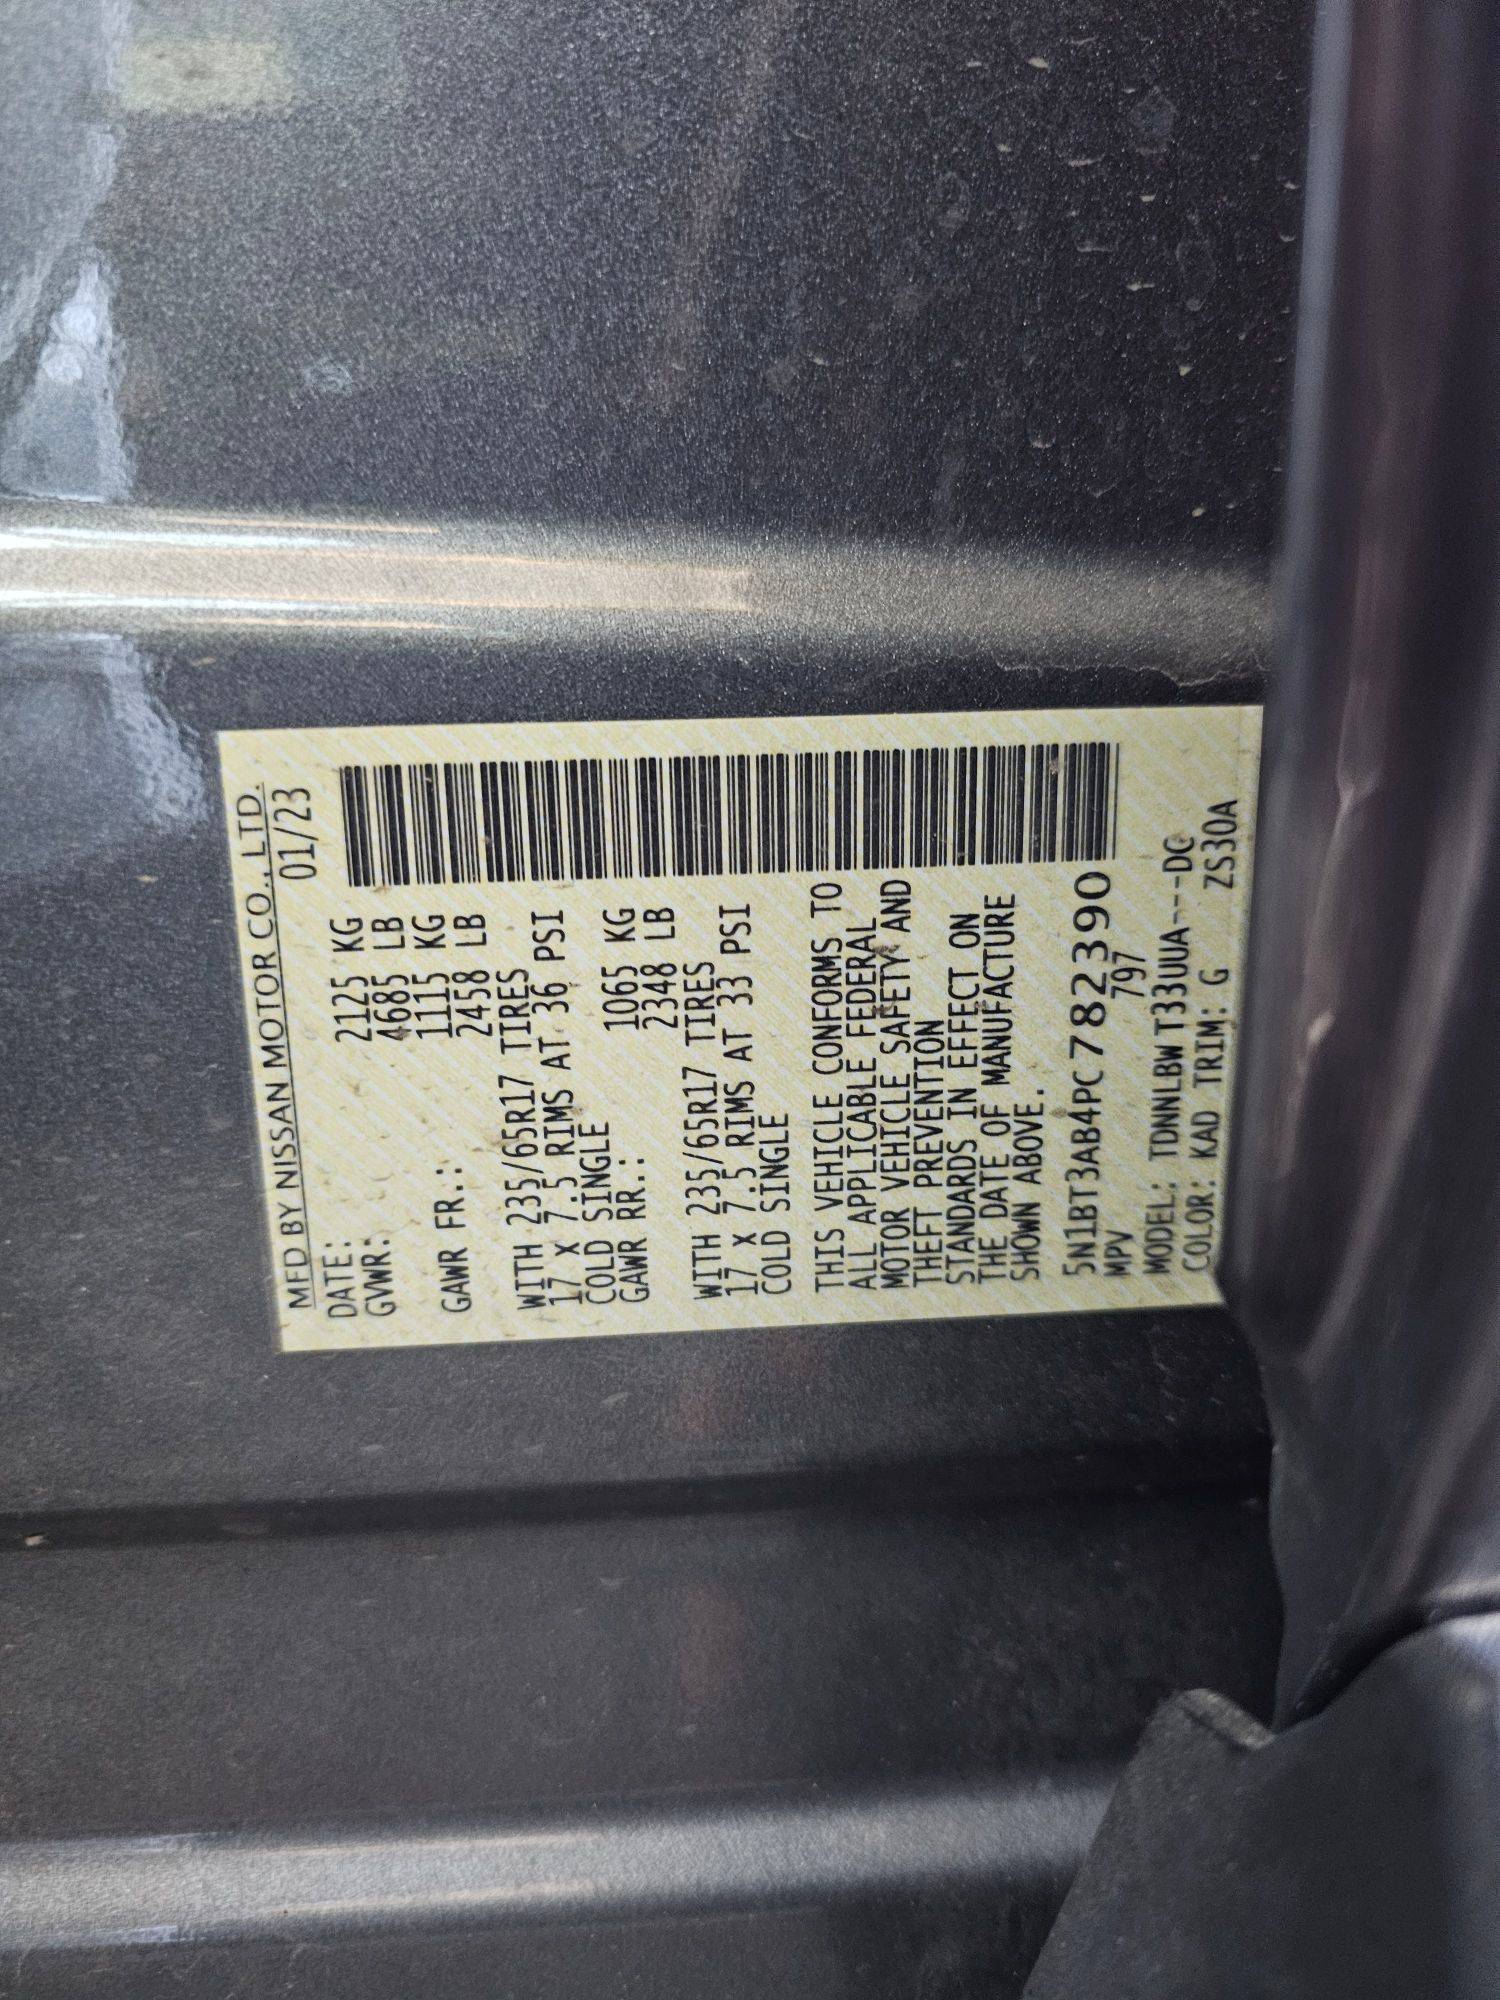 MFD BY NISSAN MOTOR CO.,LTD.
DATE: 01/23
GVWR: 2125 KG
4685 LB
1115 KG
GAWR FR.: 2458 LB
WITH 235/65R17 TIRES
17 X 7.5 RIMS AT 36 PSI
COLD SINGLE
GAWR RR.: 1065 KG
2348 LB
WITH 235/65R17 TIRES
17 X 7.5 RIMS AT 33 PSI
COLD SINGLE
THIS VEHICLE CONFORMS TO
ALL APPLICABLE FEDERAL
MOTOR VEHICLE SAFETY AND
THEFT PREVENTION
STANDARDS IN EFFECT ON
THE DATE OF MANUFACTURE
SHOWN ABOVE.
5N1BT3AB4PC782390
MPV 797
MODEL: TDNNLBW T33UUA---DC
COLOR: KAD TRIM: G ZS30A